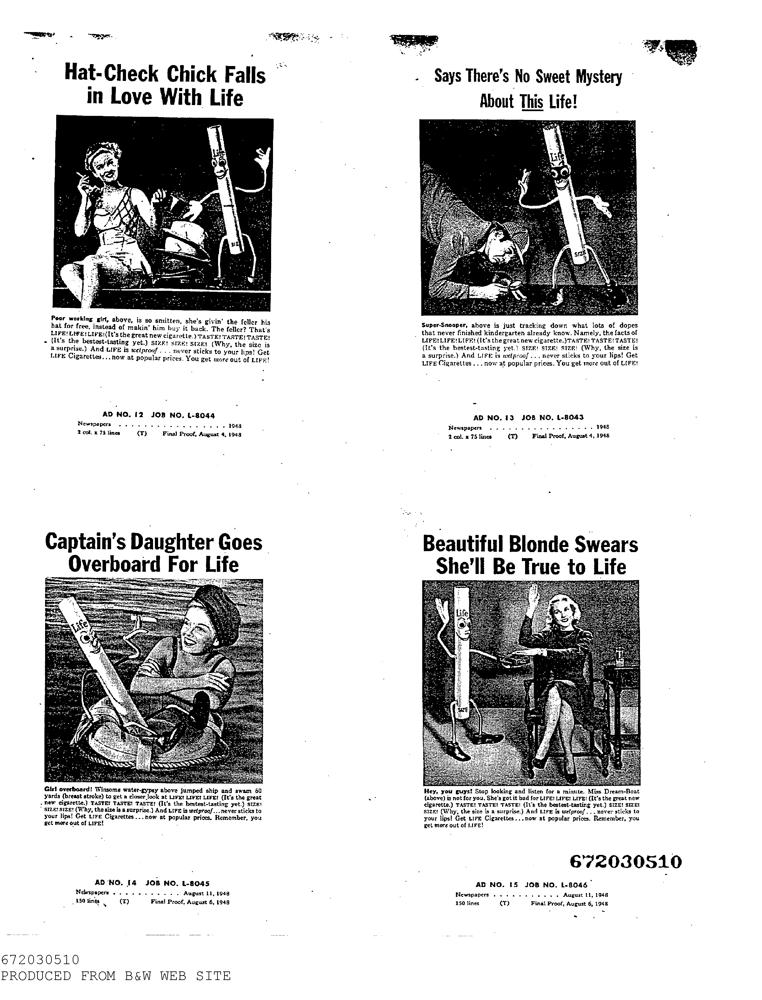 Hat-Check Chick Falls
in Love With Life
Life
SIZE
Poor working girl, above, is so smitten, she's givin' the feller his
hat for free, instead of makin' him buy it back. The feller? That's
LIFE! LIFE! LIFE! (It's the great new cigarette.) TASTE! TASTE! TASTE!
(It's the bestest-tasting yet.) SIZE! SIZE! SIZE! (Why, the size is
a surprise.) And LIFE is wetproof . . . never sticks to your lips! Get
LIFE Cigarettes . . . now at popular prices. You get more out of LIFE!
AD NO. 12 JOB NO. L-8044
Newspapers . . . . . . . . . . . . . . . . . 1948
2 col. x 75 lines (T) Final Proof, August 4, 1948
Says There's No Sweet Mystery
About This Life!
Life
SIZE
Super-Snooper, above is just tracking down what lots of dopes
that never finished kindergarten already know. Namely, the facts of
LIFE! LIFE! LIFE! (It's the great new cigarette.) TASTE! TASTE! TASTE!
(It's the bestest-tasting yet.) SIZE! SIZE! SIZE! (Why, the size is
a surprise.) And LIFE is wetproof . . . never sticks to your lips! Get
LIFE Cigarettes . . . now at popular prices. You get more out of LIFE!
AD NO. 13 JOB NO. L-8043
Newspapers . . . . . . . . . . . . . . . . . 1948
2 col. x 75 lines (T) Final Proof, August 4, 1948
Captain's Daughter Goes
Overboard For Life
Life
Girl overboard! Winsome water-gypsy above jumped ship and swam 60
yards (breast stroke) to get a closer look at LIFE! LIFE! LIFE! (It's the great
new cigarette.) TASTE! TASTE! TASTE! (It's the bestest-tasting yet.) SIZE!
SIZE! SIZE! (Why, the size is a surprise.) And LIFE is wetproof . . . never sticks to
your lips! Get LIFE Cigarettes . . . now at popular prices. Remember, you
get more out of LIFE!
AD NO. 14 JOB NO. L-8045
Newspapers . . . . . . . . . . . August 11, 1948
150 lines (T) Final Proof, August 6, 1948
Beautiful Blonde Swears
She'll Be True to Life
Life
SIZE
Hey, you guys! Stop looking and listen for a minute. Miss Dream-Boat
(above) is not for you. She's got it bad for LIFE! LIFE! LIFE! (It's the great new
cigarette.) TASTE! TASTE! TASTE! (It's the bestest-tasting yet.) SIZE! SIZE!
SIZE! (Why, the size is a surprise.) And LIFE is wetproof . . . never sticks to
your lips! Get LIFE Cigarettes . . . now at popular prices. Remember, you
get more out of LIFE!
672030510
AD NO. 15 JOB NO. L-8046
Newspapers . . . . . . . . . . . August 11, 1948
150 lines (T) Final Proof, August 6, 1948
672030510
PRODUCED FROM B&W WEB SITE